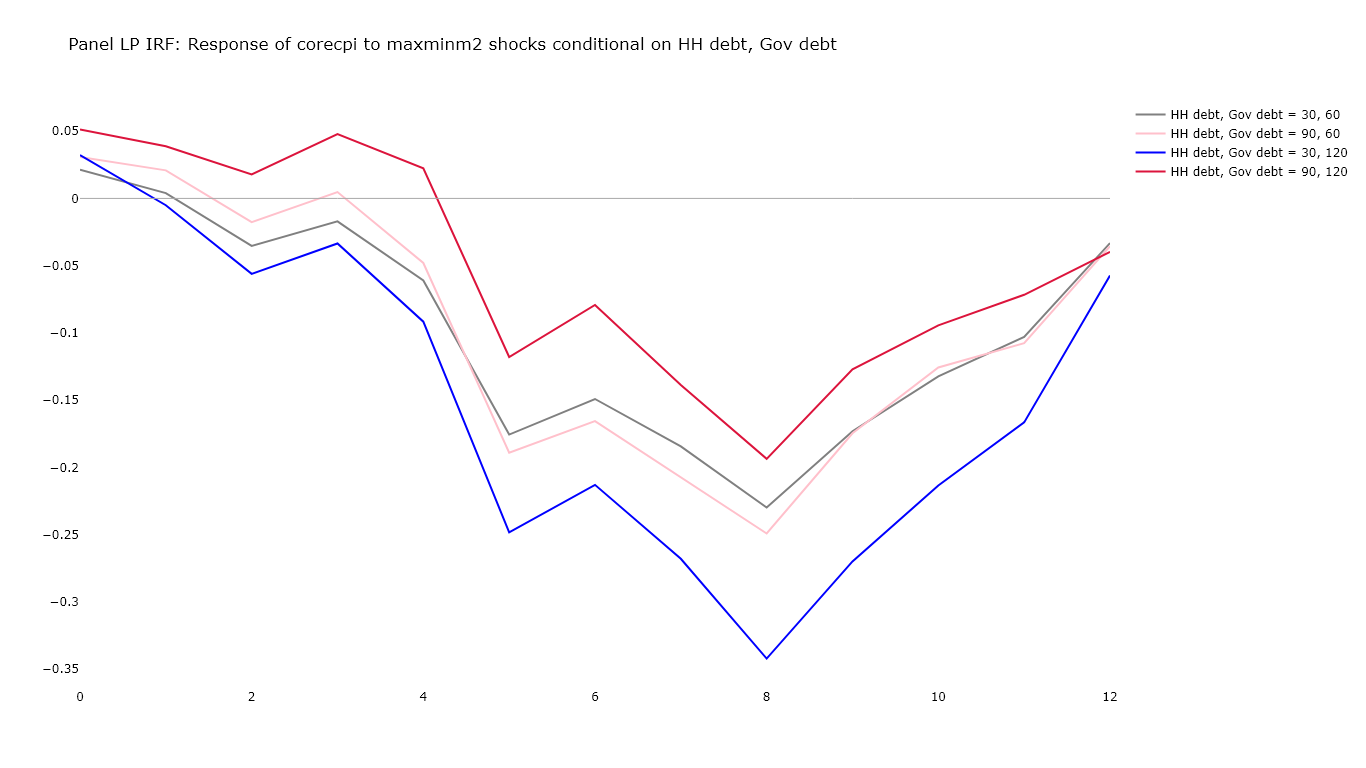 Panel LP IRF: Response of corecpi to maxminm2 shocks conditional on HH debt, Gov debt
HH debt, Gov debt = 30, 60
HH debt, Gov debt = 90, 60
HH debt, Gov debt = 30, 120
HH debt, Gov debt = 90, 120
0.05
0
−0.05
−0.1
−0.15
−0.2
−0.25
−0.3
−0.35
0 2 4 6 8 10 12